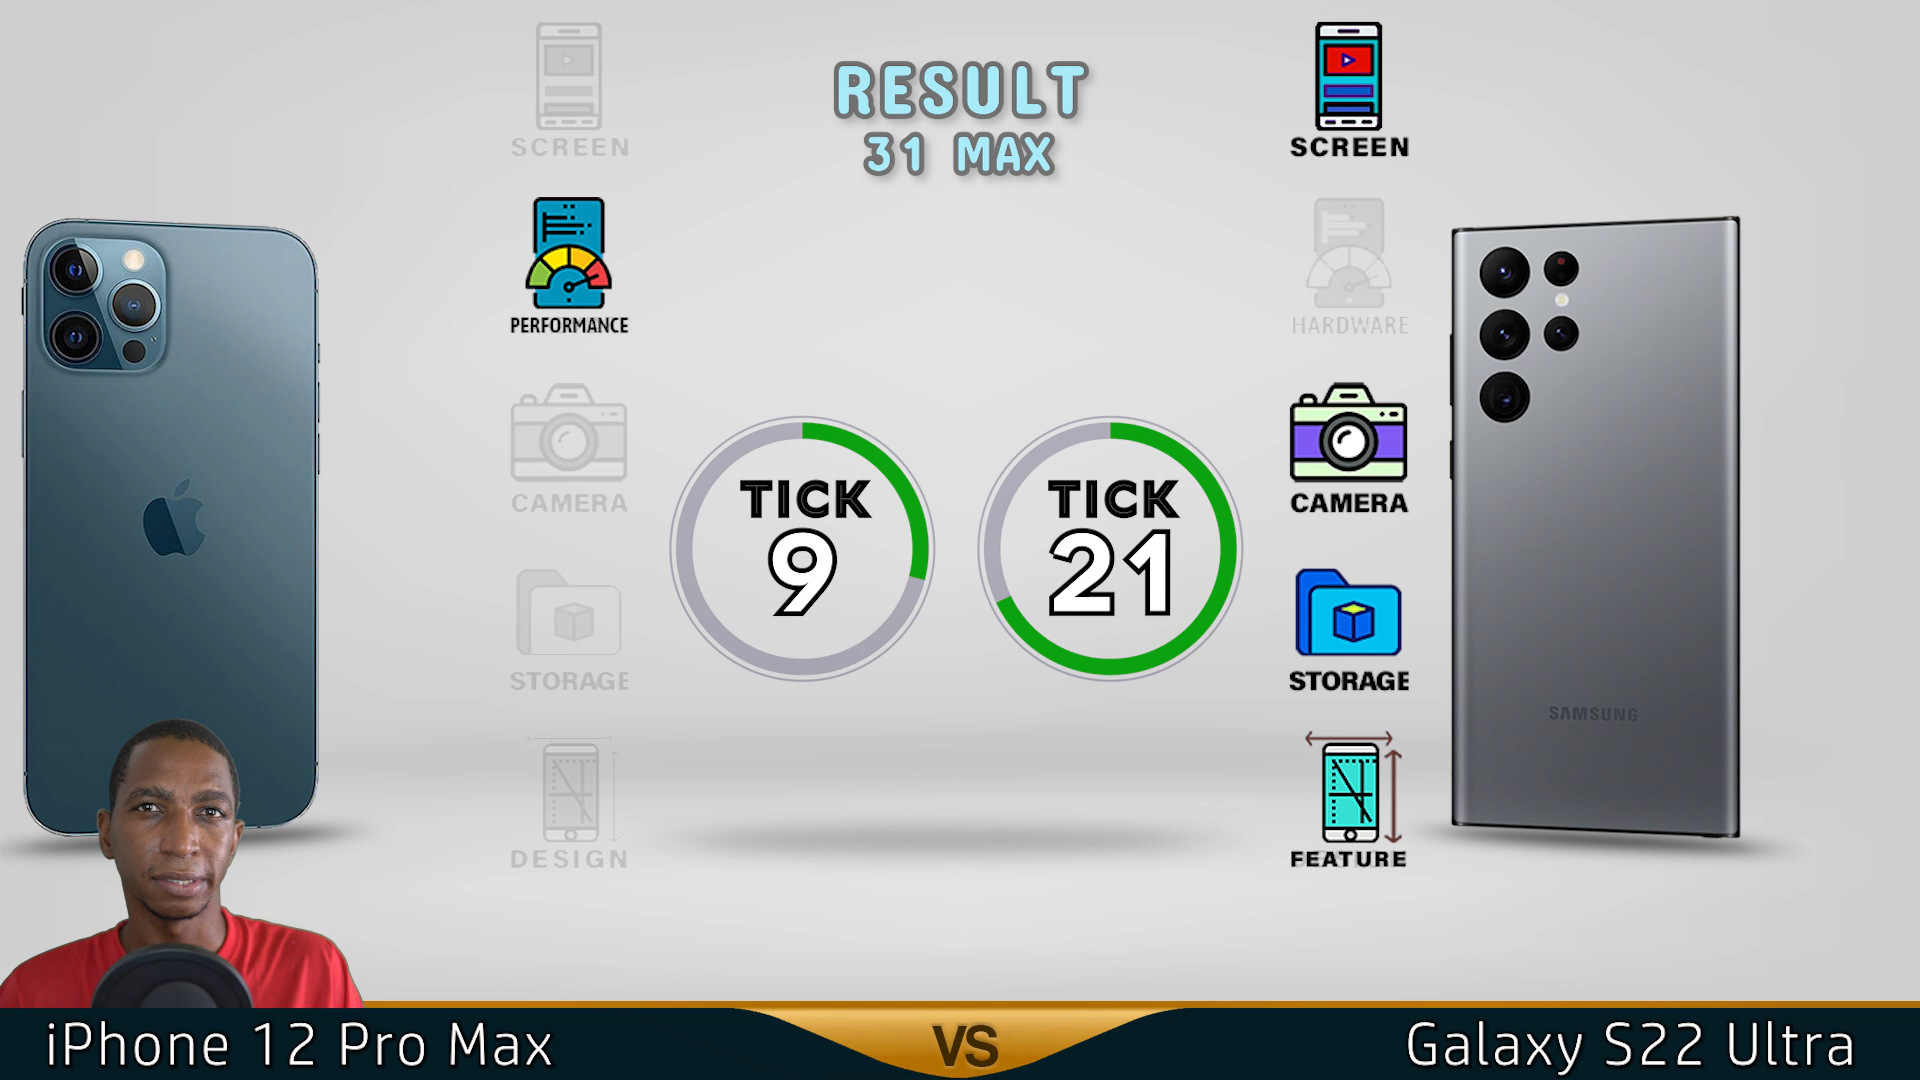 RESULT
31 MAX
SCREEN
PERFORMANCE
CAMERA
STORAGE
DESIGN
TICK
9
TICK
21
SCREEN
HARDWARE
CAMERA
STORAGE
FEATURE
SAMSUNG
iPhone 12 Pro Max
VS
Galaxy S22 Ultra